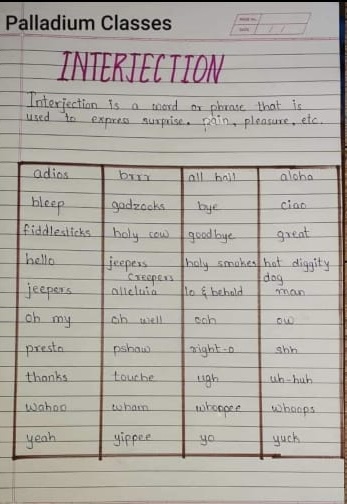 Palladium Classes
PAGE No.
DATE
INTERJECTION
Interjection is a word or phrase that is
used to express surprise, pain, pleasure, etc.
adios brrr all hail aloha
bleep gadzooks bye ciao
fiddlesticks holy cow goodbye great
hello jeepers holy smokes hot diggity
Creepers dog
jeepers alleluia lo & behold man
oh my oh well ooh ow
presto pshaw right-o shh
thanks touche ugh uh-huh
wahoo wham whoopee whoops
yeah yippee yo yuck